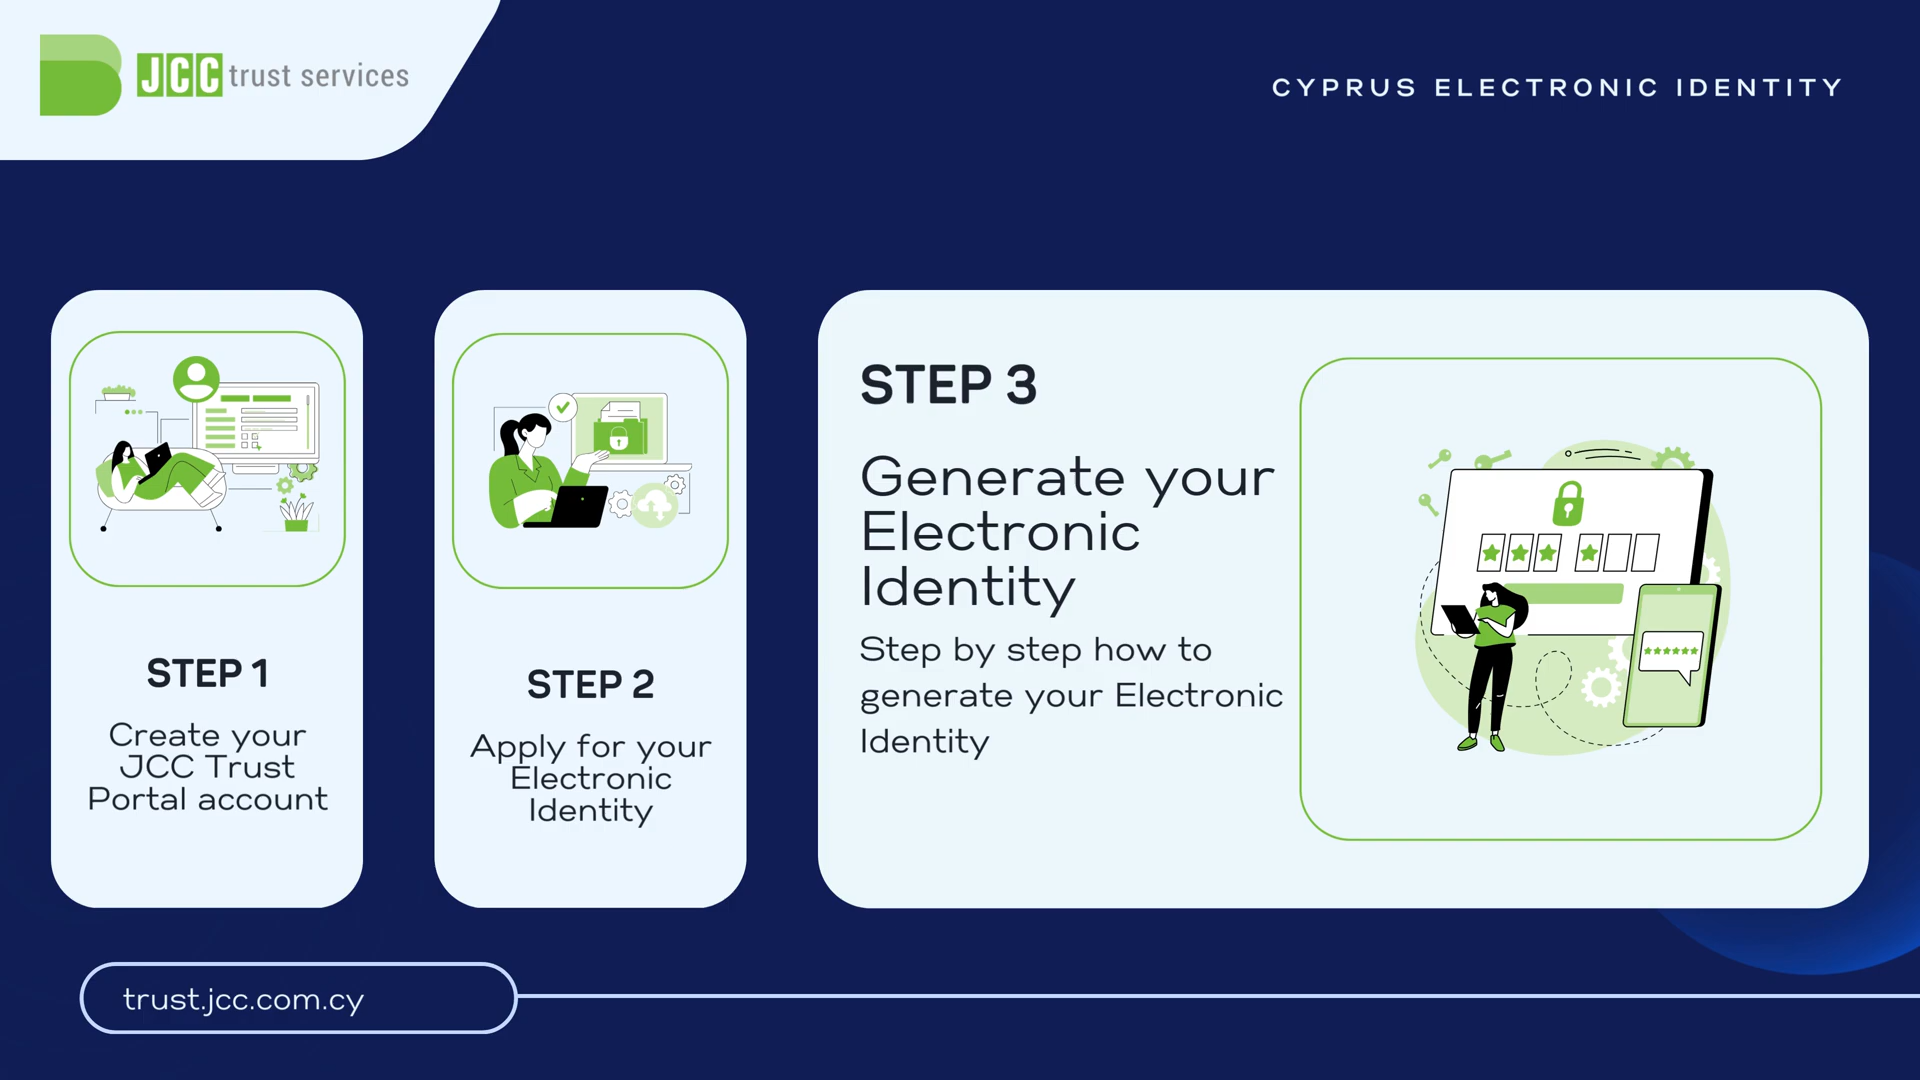 JCC trust services
CYPRUS ELECTRONIC IDENTITY
STEP 1
Create your
JCC Trust
Portal account
STEP 2
Apply for your
Electronic
Identity
STEP 3
Generate your
Electronic
Identity
Step by step how to
generate your Electronic
Identity
trust.jcc.com.cy